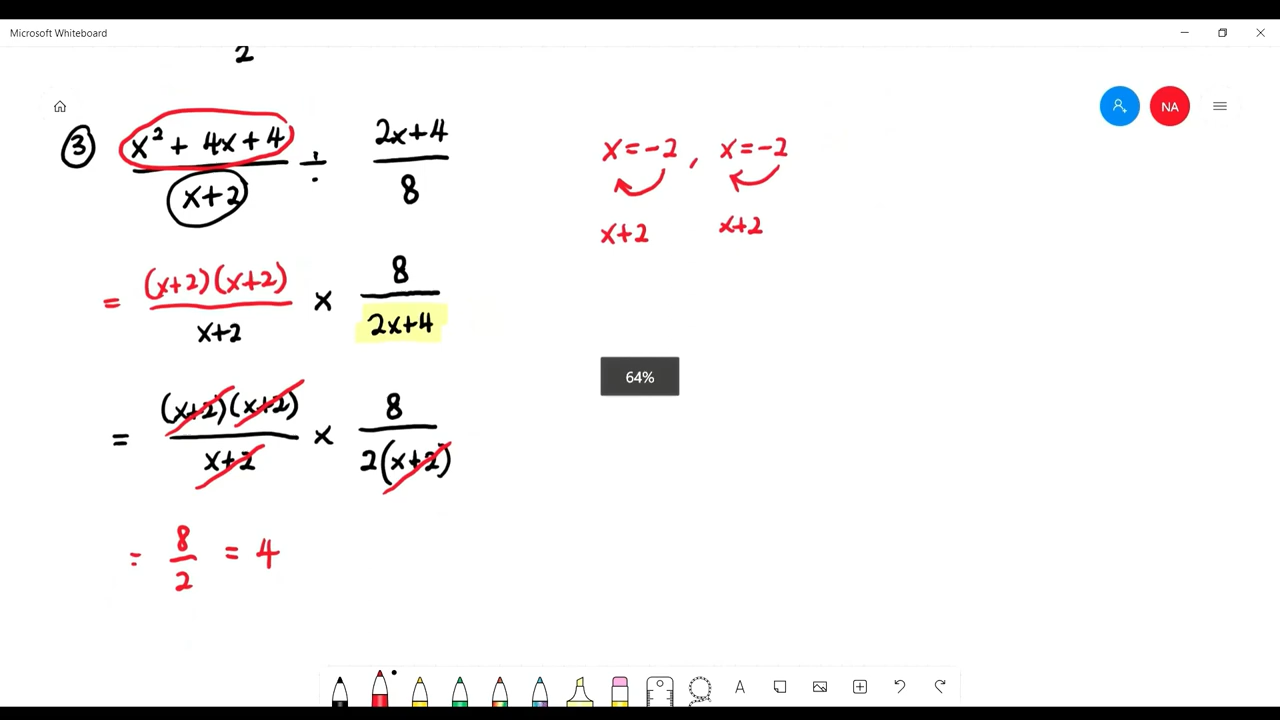 Microsoft Whiteboard
2
NA
③ x² + 4x + 4 / x+2 ÷ 2x+4 / 8
x = -2 , x = -2
x+2 x+2
= (x+2)(x+2) / x+2 × 8 / 2x+4
64%
= (x+2)(x+2) / x+2 × 8 / 2(x+2)
= 8 / 2 = 4
A